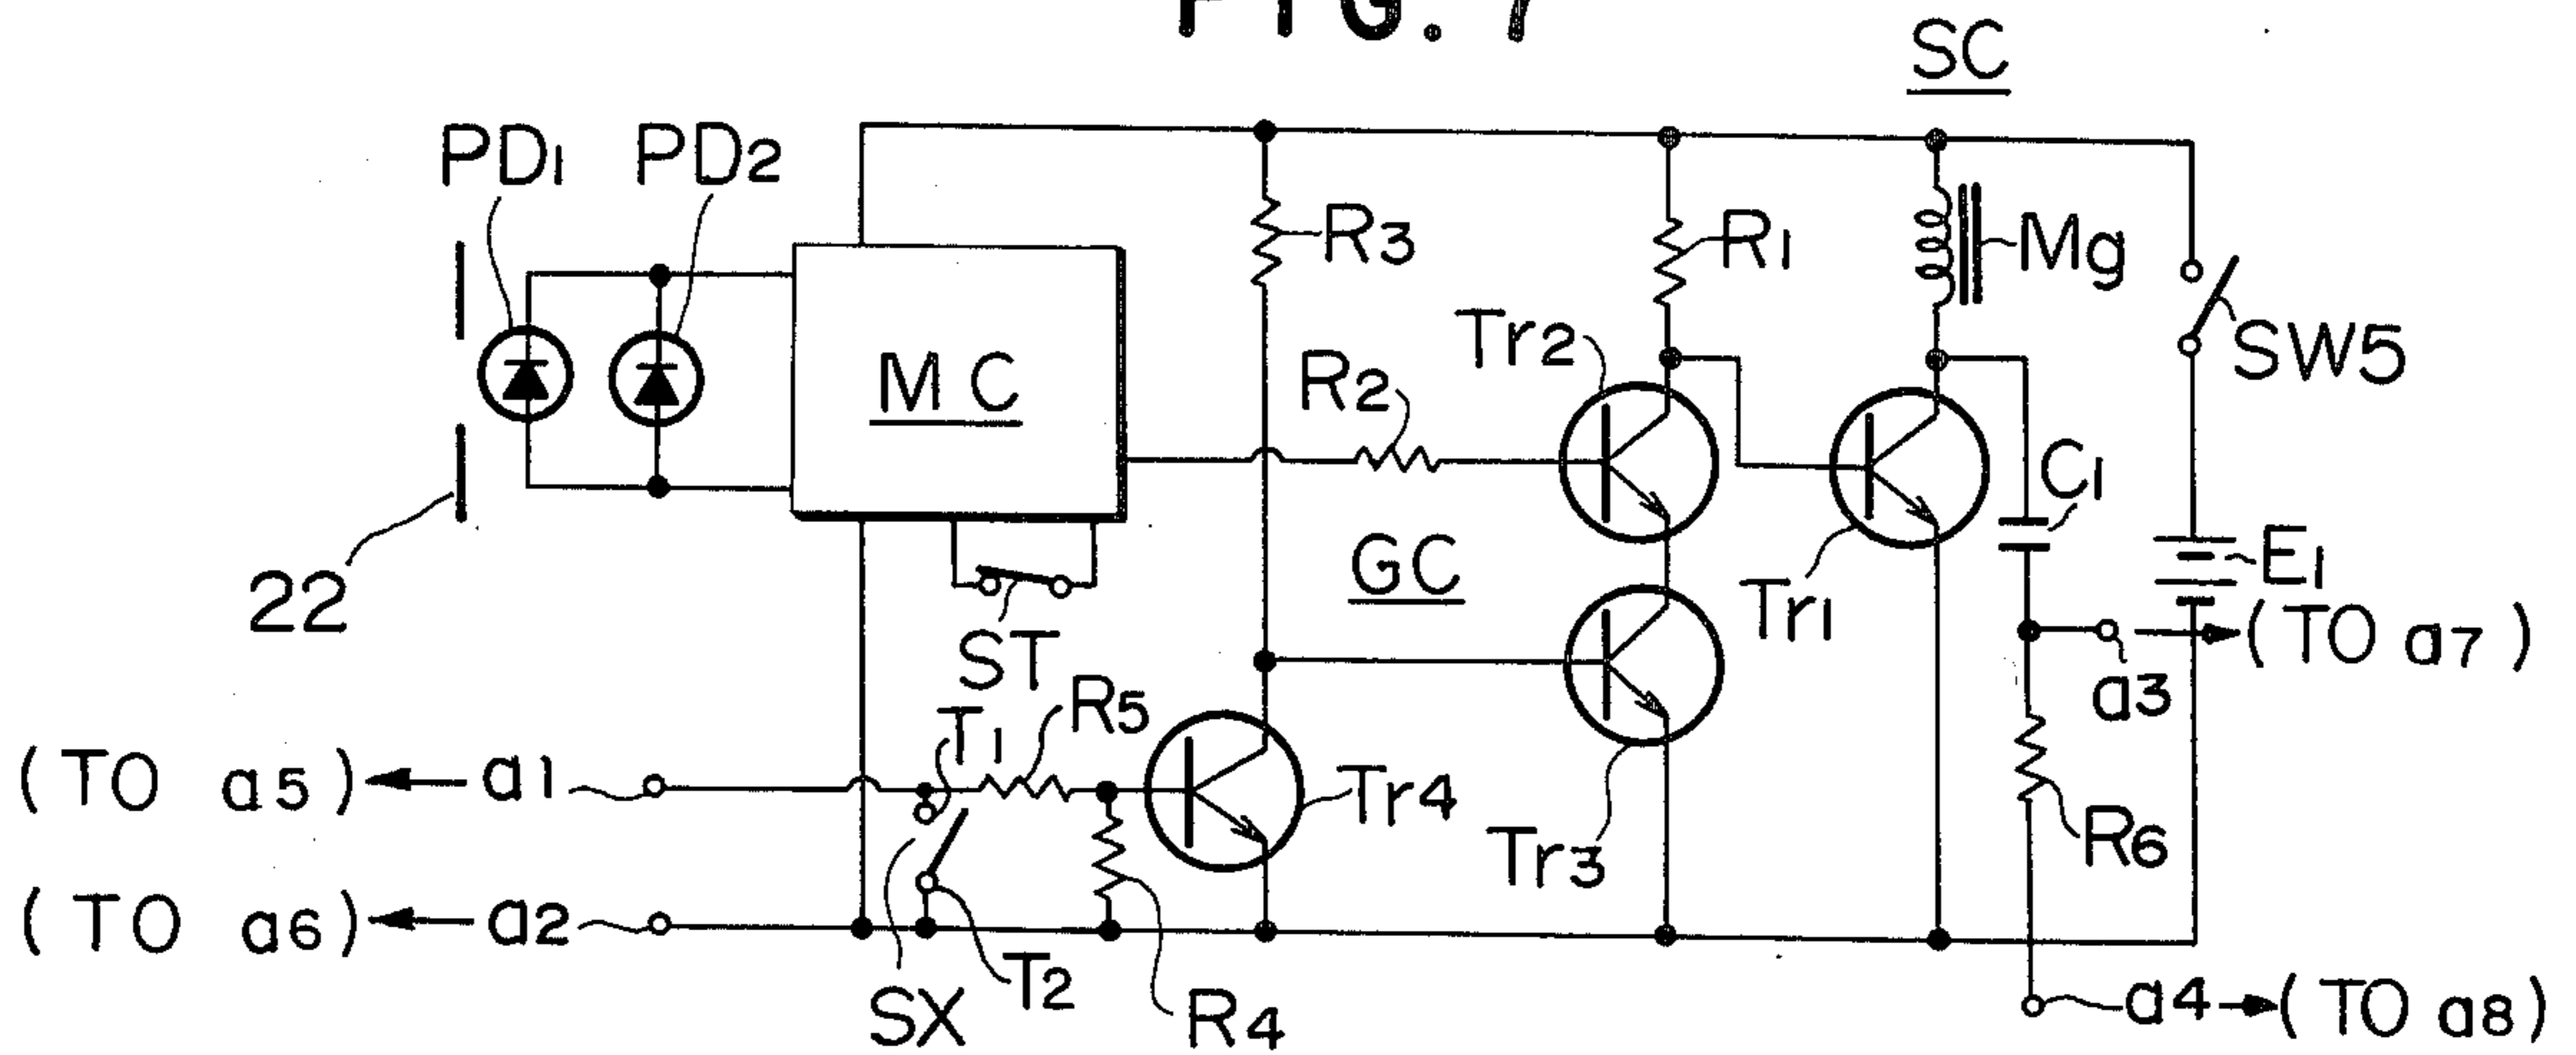 FIG. 7
SC
PD1 PD2
R3
R1
Mg
SW5
Tr2
R2
MC
C1
GC
E1
22
Tr1
ST
(TO a7)
a3
T1
R5
(TO a5) a1
Tr4
R6
Tr3
(TO a6) a2
T2
SX
R4
a4 (TO a8)